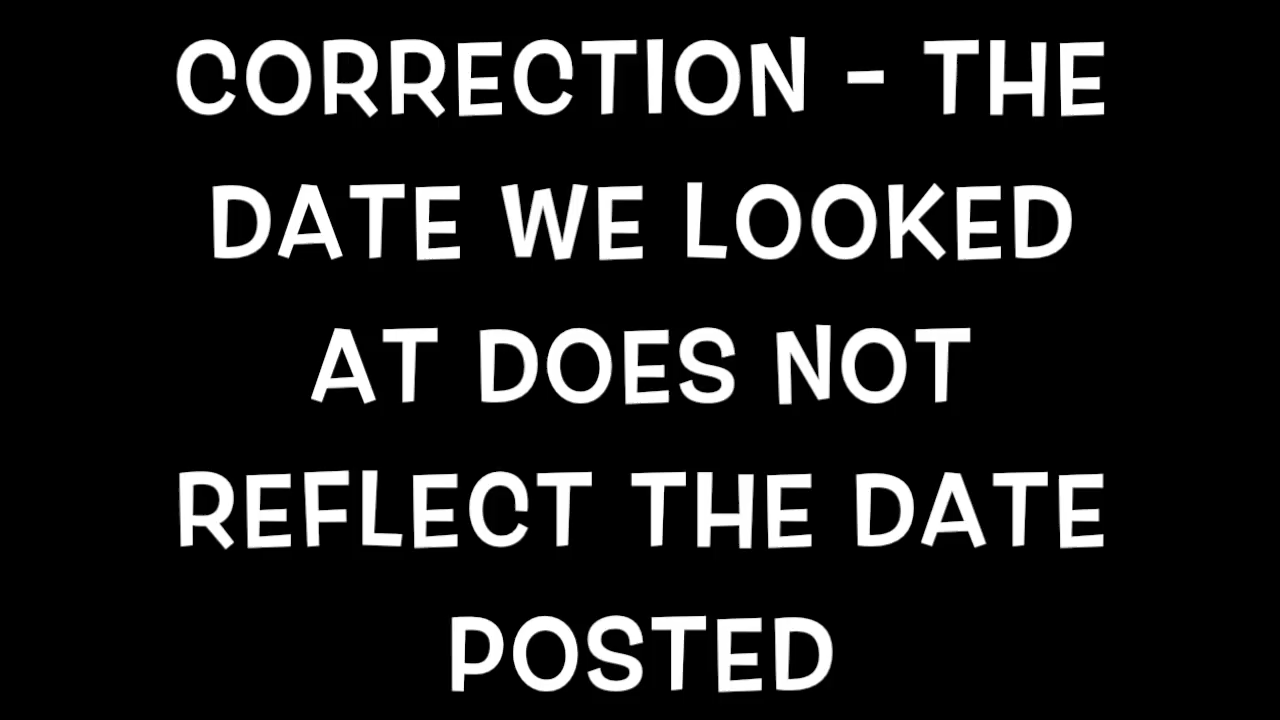 CORRECTION - THE
DATE WE LOOKED
AT DOES NOT
REFLECT THE DATE
POSTED